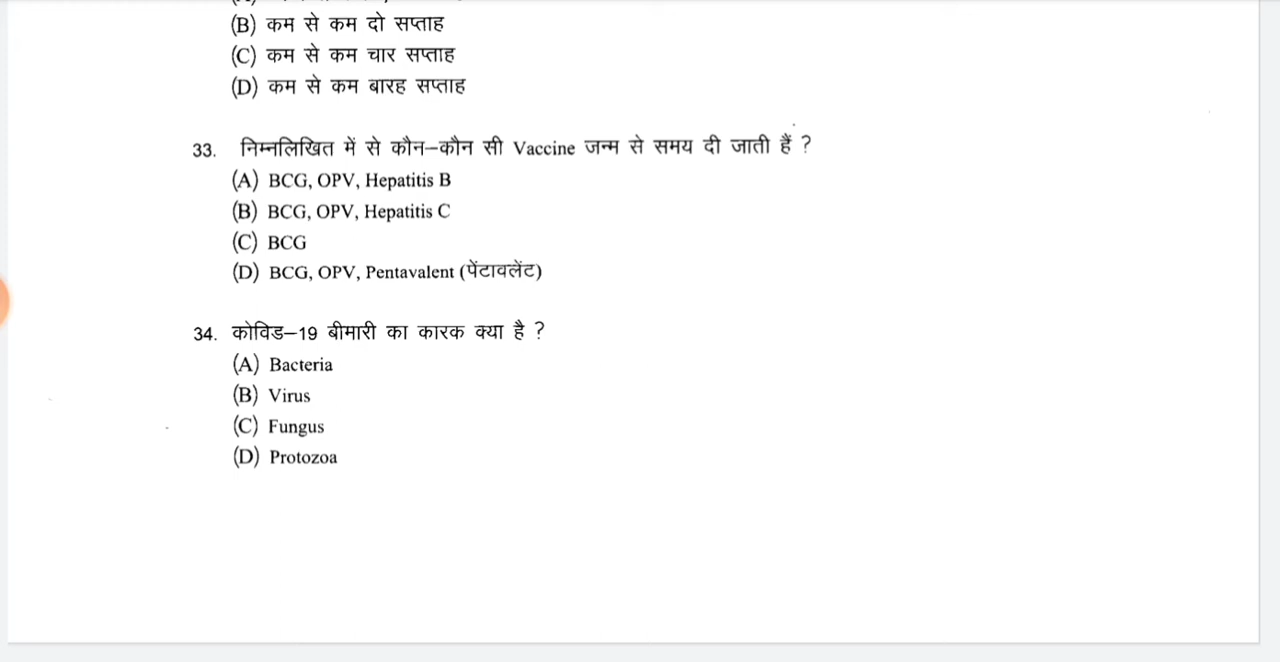 (B) कम से कम दो सप्ताह
(C) कम से कम चार सप्ताह
(D) कम से कम बारह सप्ताह
33. निम्नलिखित में से कौन–कौन सी Vaccine जन्म से समय दी जाती हैं ?
(A) BCG, OPV, Hepatitis B
(B) BCG, OPV, Hepatitis C
(C) BCG
(D) BCG, OPV, Pentavalent (पेंटावलेंट)
34. कोविड–19 बीमारी का कारक क्या है ?
(A) Bacteria
(B) Virus
(C) Fungus
(D) Protozoa